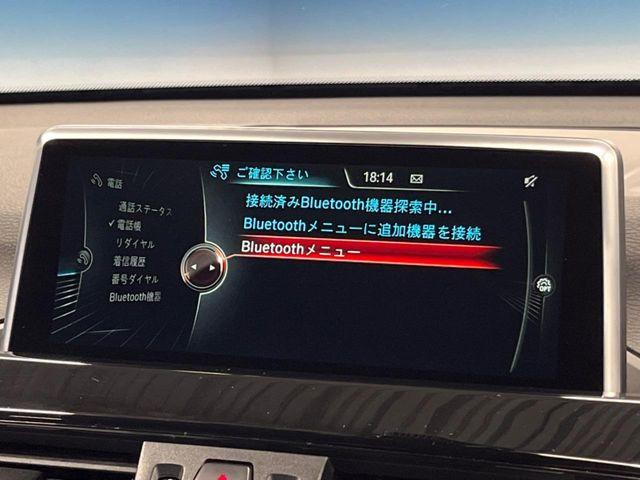 ご確認下さい
18:14
電話
通話ステータス
✓電話帳
リダイヤル
着信履歴
番号ダイヤル
Bluetooth機器
接続済みBluetooth機器探索中...
Bluetoothメニューに追加機器を接続
Bluetoothメニュー
OFF